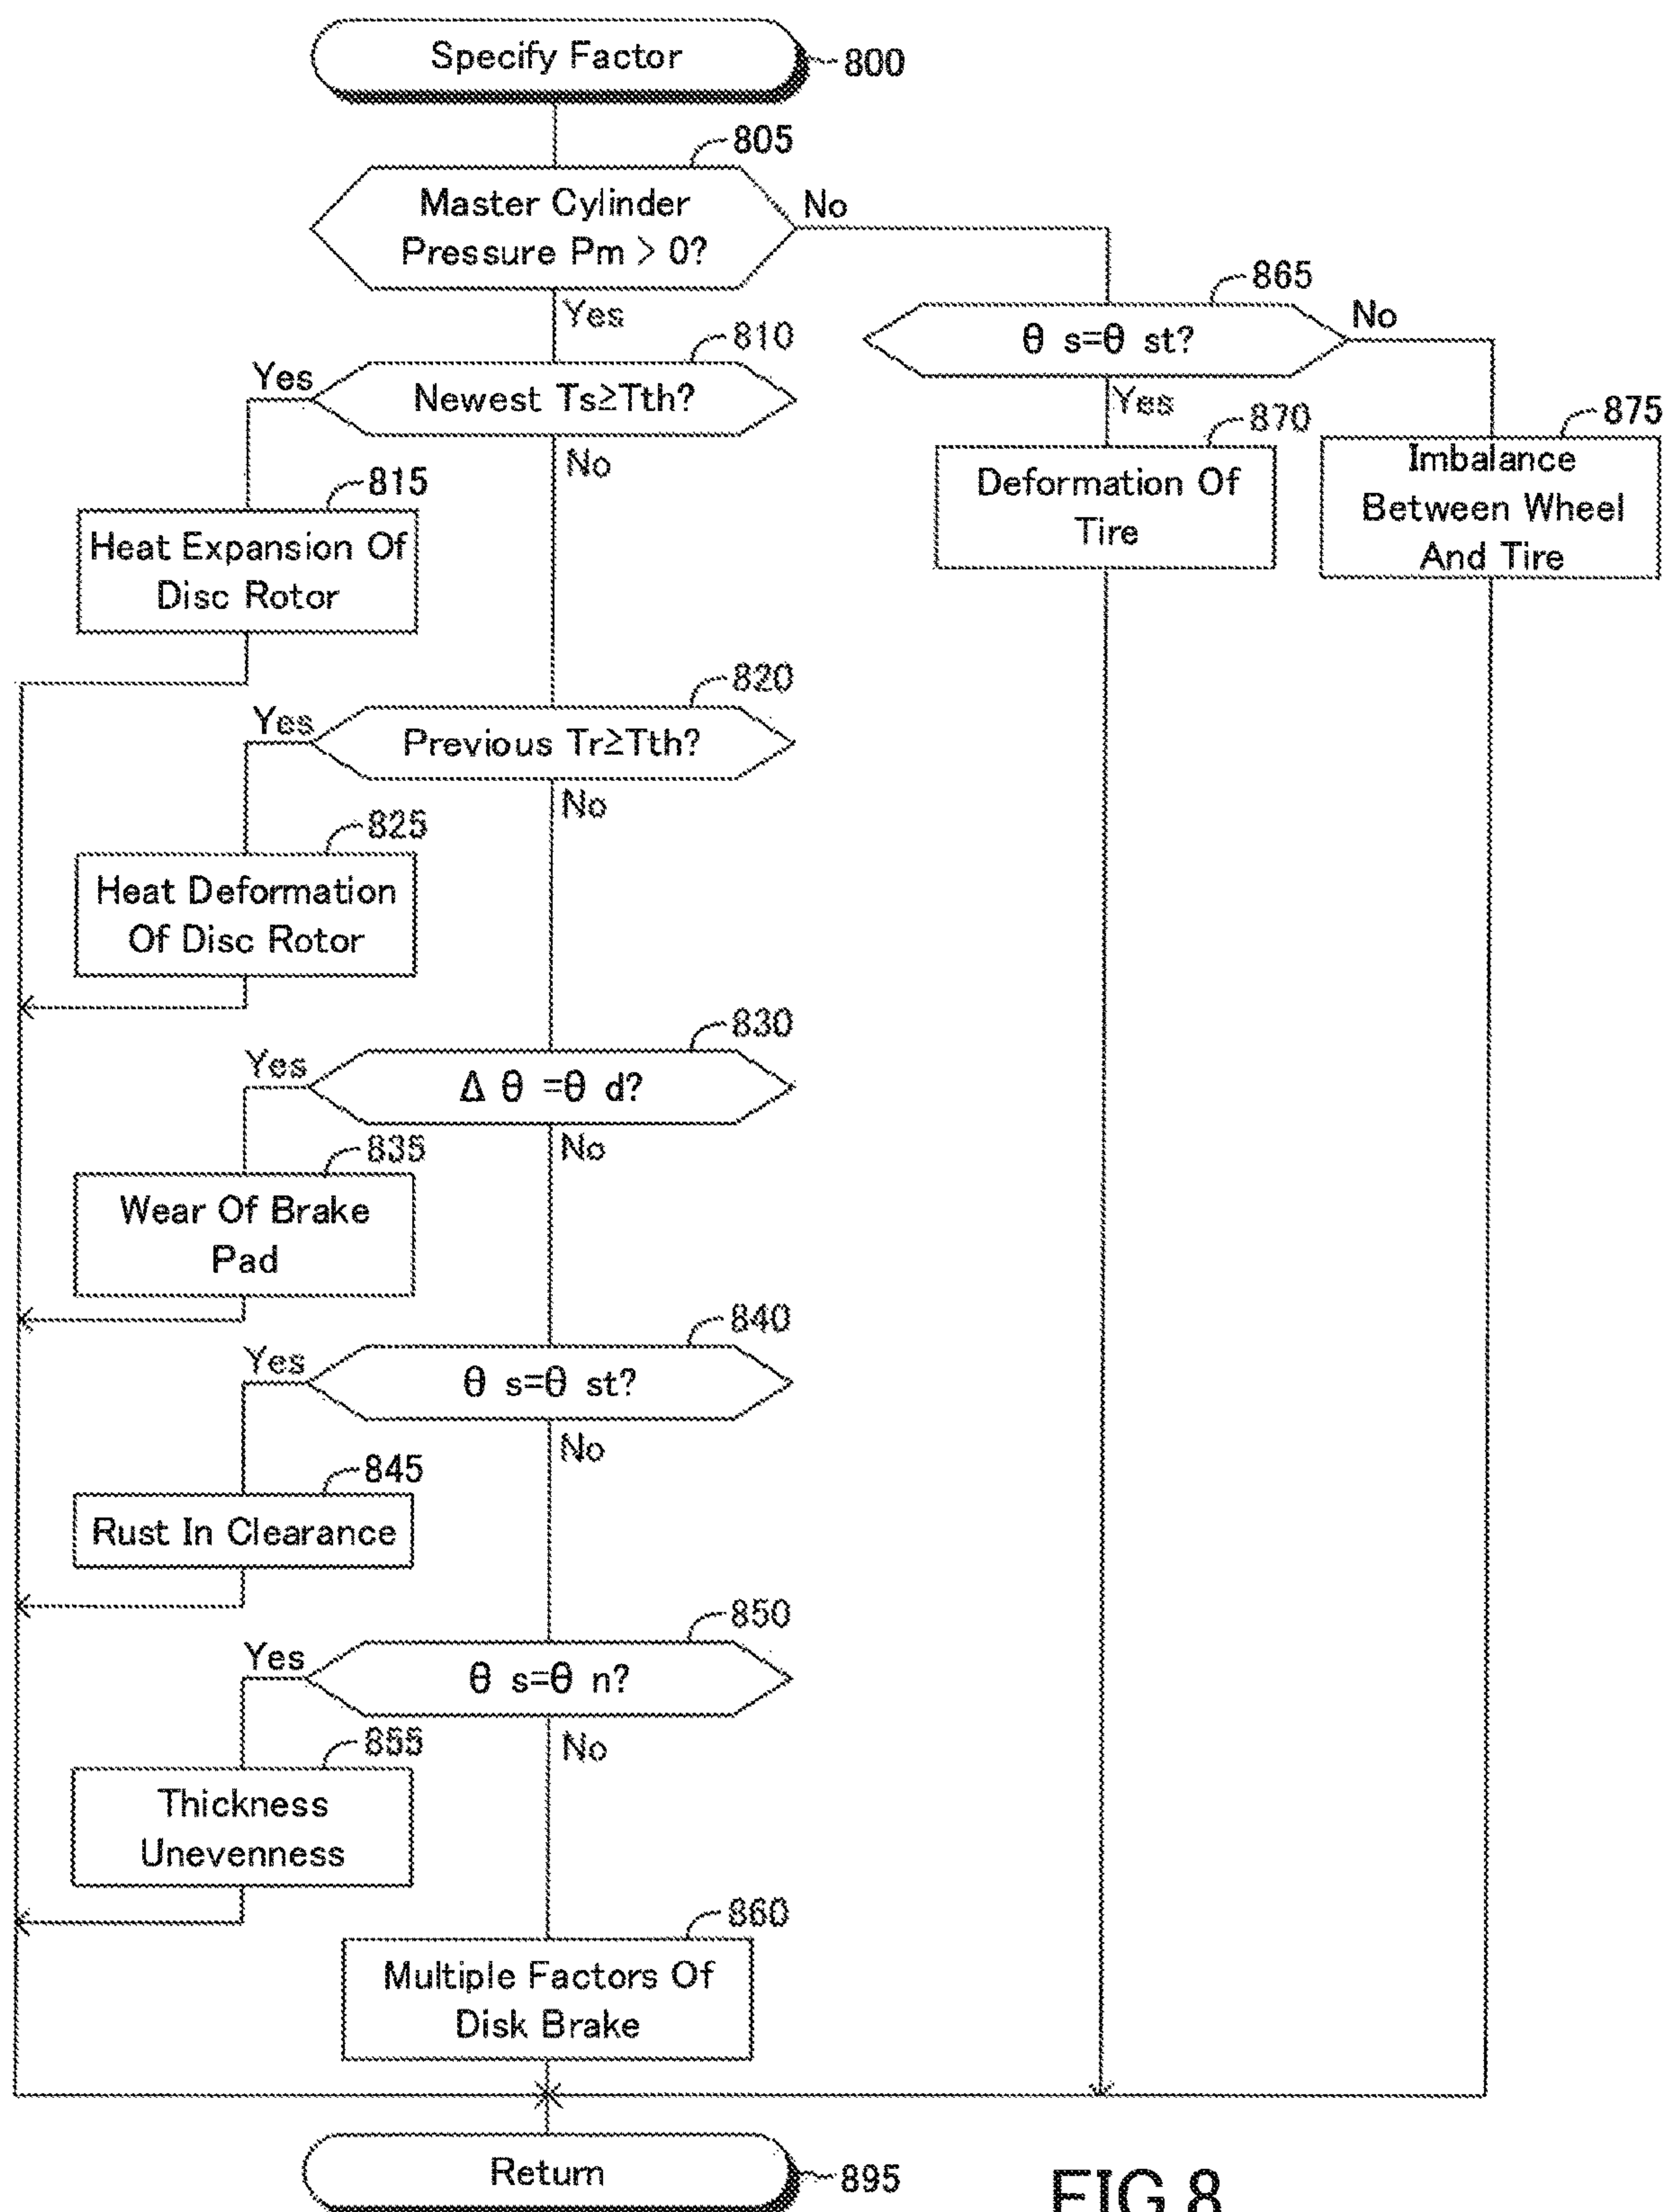 Specify Factor
800
805
Master Cylinder
Pressure Pm > 0?
No
Yes
865
θ s=θ st?
No
Yes
810
Newest Ts≥Tth?
Yes
No
870
Deformation Of
Tire
875
Imbalance
Between Wheel
And Tire
815
Heat Expansion Of
Disc Rotor
820
Previous Tr≥Tth?
Yes
No
825
Heat Deformation
Of Disc Rotor
830
Δ θ =θ d?
Yes
No
835
Wear Of Brake
Pad
840
θ s=θ st?
Yes
No
845
Rust In Clearance
850
θ s=θ n?
Yes
No
855
Thickness
Unevenness
860
Multiple Factors Of
Disk Brake
Return
895
FIG.8